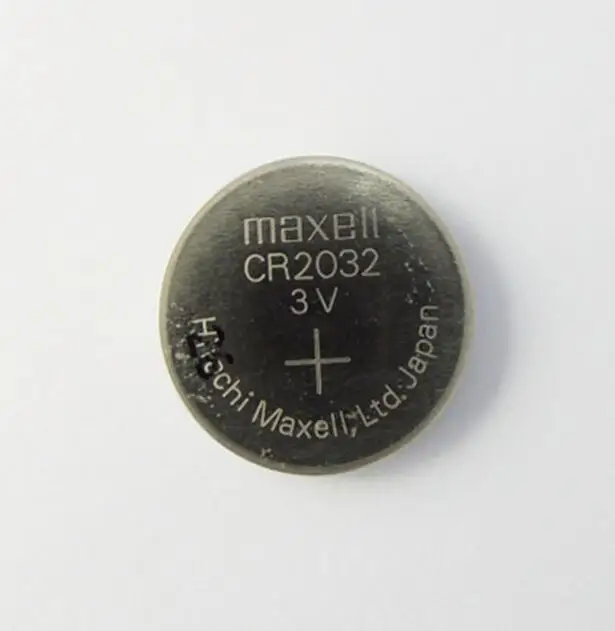 maxell
CR2032
3V
+
Hitachi Maxell, Ltd. Japan